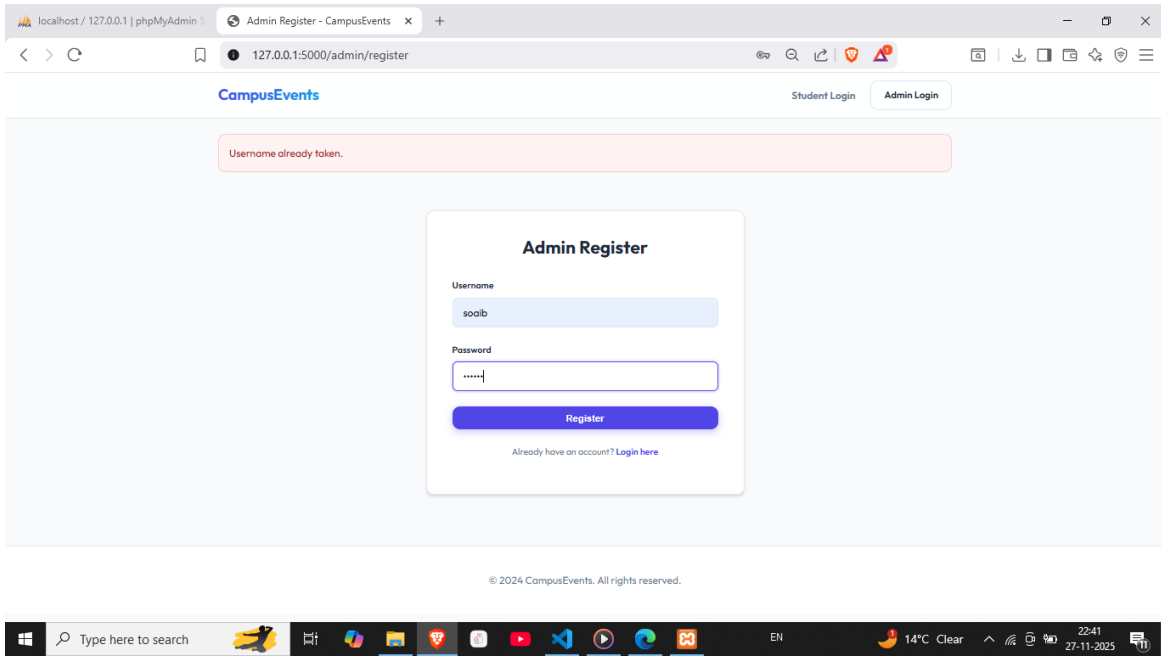 localhost / 127.0.0.1 | phpMyAdmin 5
Admin Register - CampusEvents
127.0.0.1:5000/admin/register
CampusEvents
Student Login
Admin Login
Username already taken.
Admin Register
Username
soaib
Password
••••••
Register
Already have an account? Login here
© 2024 CampusEvents. All rights reserved.
Type here to search
EN
14°C Clear
22:41
27-11-2025